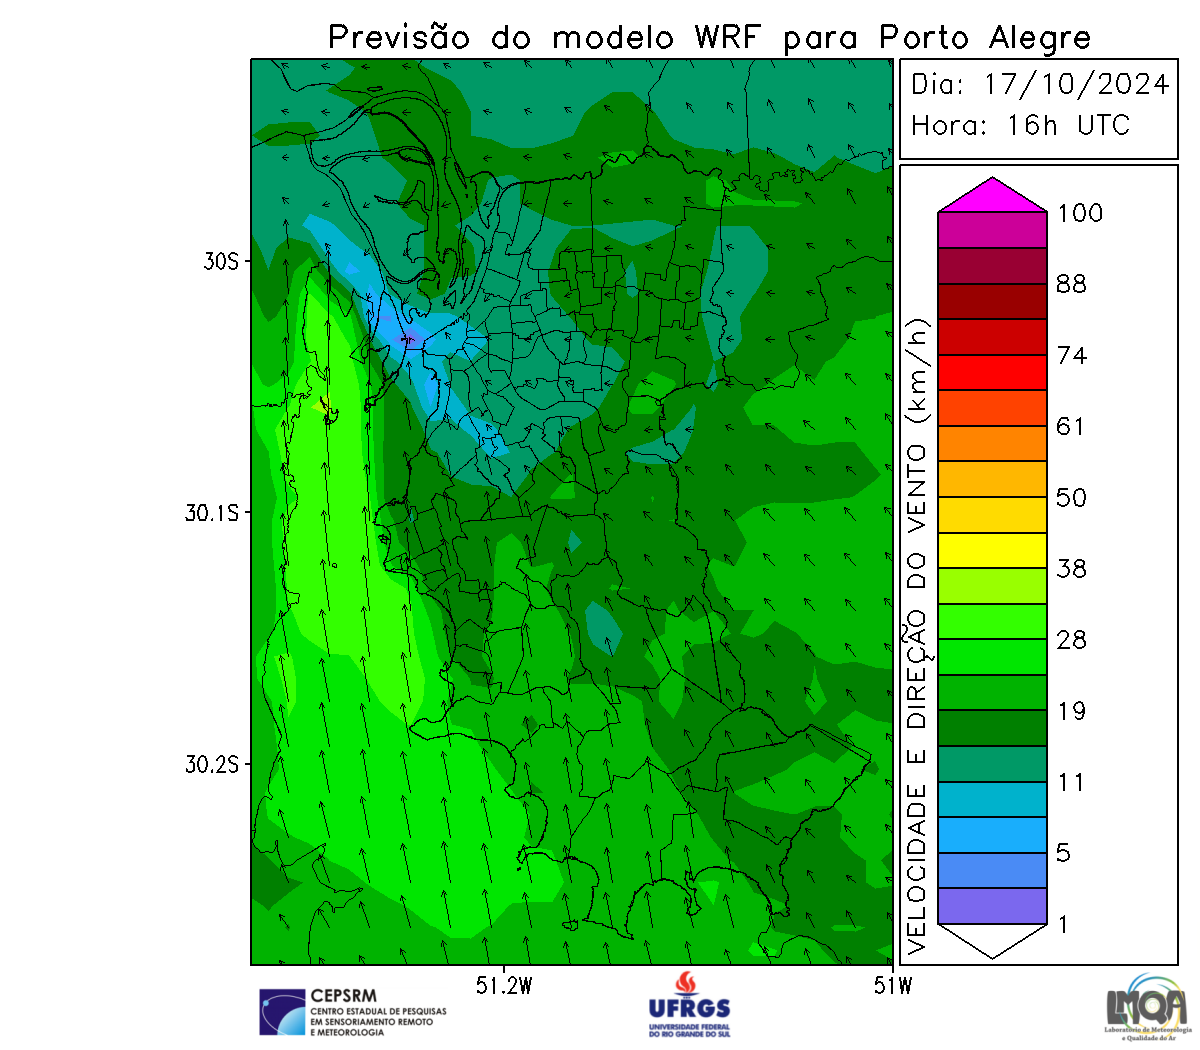 Previsão do modelo WRF para Porto Alegre
Dia: 17/10/2024
Hora: 16h UTC
100
88
74
61
50
38
28
19
11
5
1
VELOCIDADE E DIREÇÃO DO VENTO (km/h)
30S
30.1S
30.2S
51.2W
51W
CEPSRM
CENTRO ESTADUAL DE PESQUISAS
EM SENSORIAMENTO REMOTO
E METEOROLOGIA
UFRGS
UNIVERSIDADE FEDERAL
DO RIO GRANDE DO SUL
LMQA
Laboratório de Meteorologia
e Qualidade do Ar